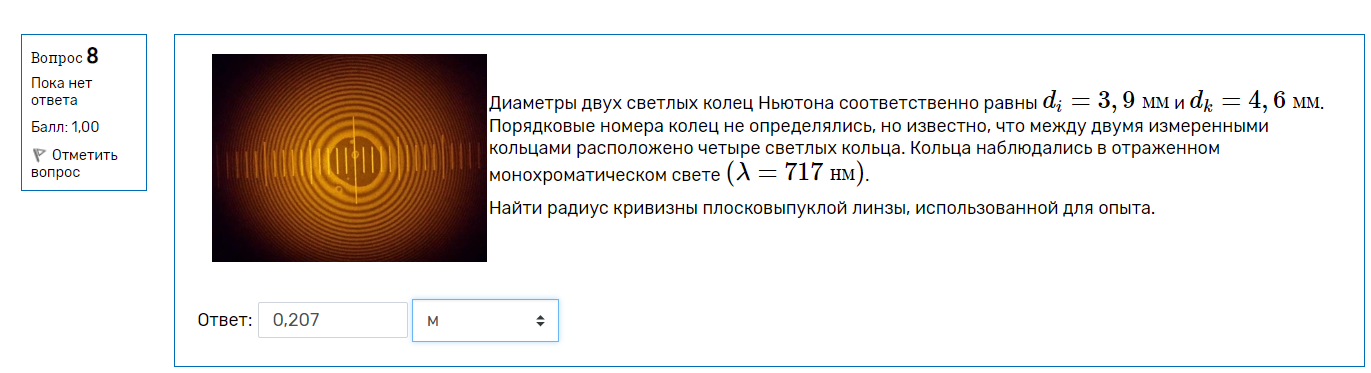 Вопрос 8
Пока нет
ответа
Балл: 1,00
Отметить
вопрос
Диаметры двух светлых колец Ньютона соответственно равны d_i = 3,9 мм и d_k = 4,6 мм.
Порядковые номера колец не определялись, но известно, что между двумя измеренными
кольцами расположено четыре светлых кольца. Кольца наблюдались в отраженном
монохроматическом свете (λ = 717 нм).
Найти радиус кривизны плосковыпуклой линзы, использованной для опыта.
Ответ: 0,207 м